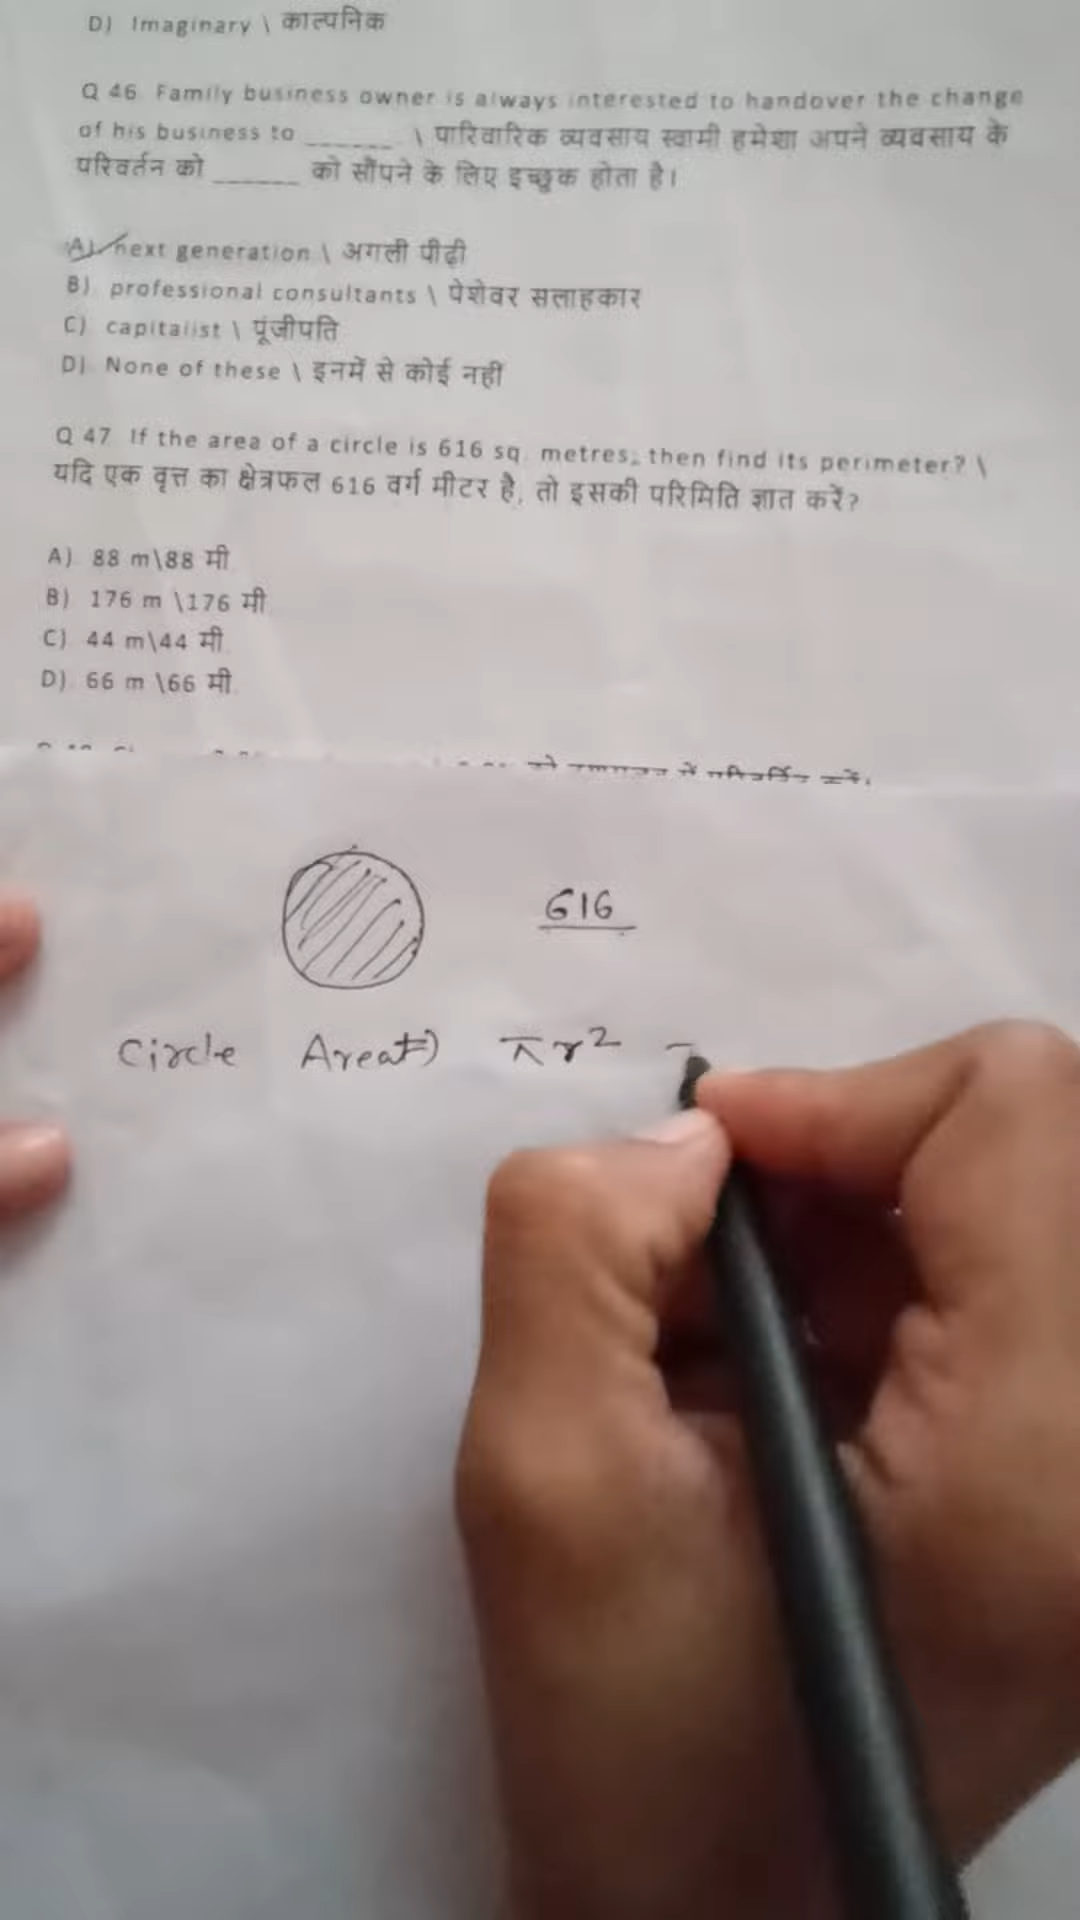 D) Imaginary \ काल्पनिक
Q 46. Family business owner is always interested to handover the change
of his business to ______. \ पारिवारिक व्यवसाय स्वामी हमेशा अपने व्यवसाय के
परिवर्तन को ______ को सौंपने के लिए इच्छुक होता है।
A) next generation \ अगली पीढ़ी
B) professional consultants \ पेशेवर सलाहकार
C) capitalist \ पूंजीपति
D) None of these \ इनमें से कोई नहीं
Q 47. If the area of a circle is 616 sq. metres, then find its perimeter? \
यदि एक वृत्त का क्षेत्रफल 616 वर्ग मीटर है, तो इसकी परिमिति ज्ञात करें?
A) 88 m\88 मी
B) 176 m \176 मी
C) 44 m\44 मी.
D) 66 m \66 मी.
में परिवर्तित करें।
616
Circle Area⇒ πr²